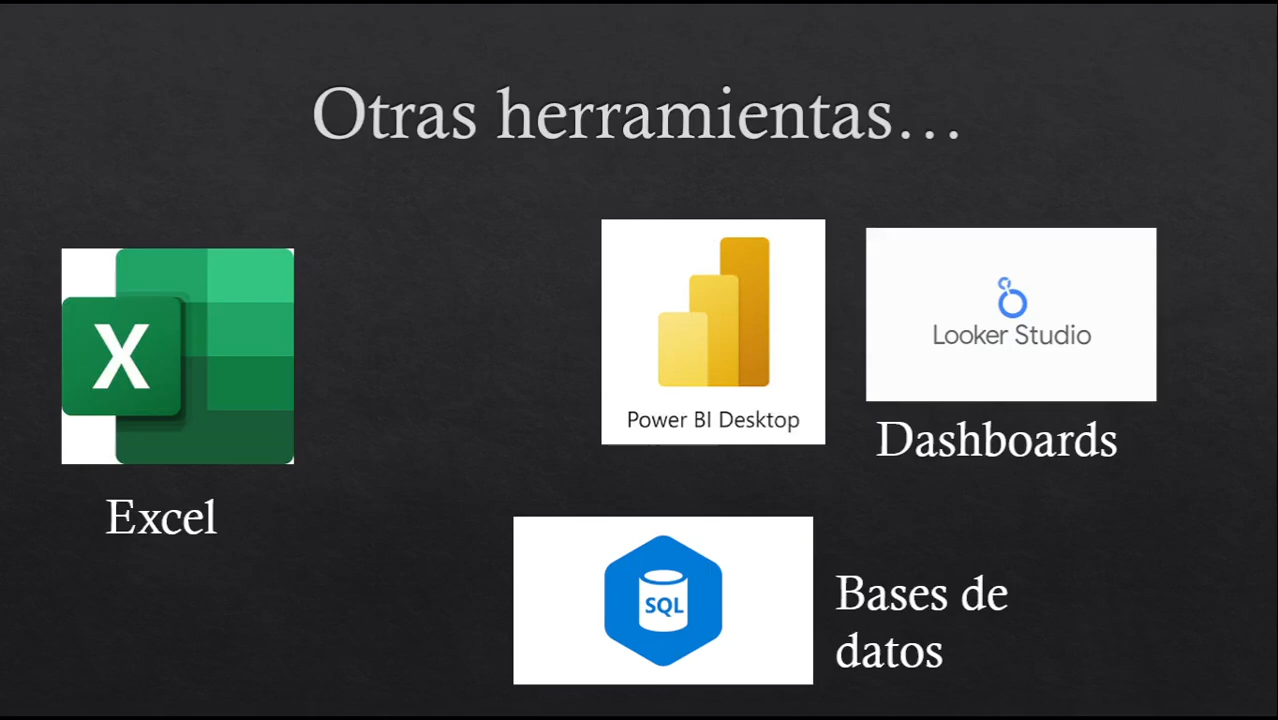 Otras herramientas...
X
Excel
Power BI Desktop
Looker Studio
Dashboards
SQL
Bases de
datos